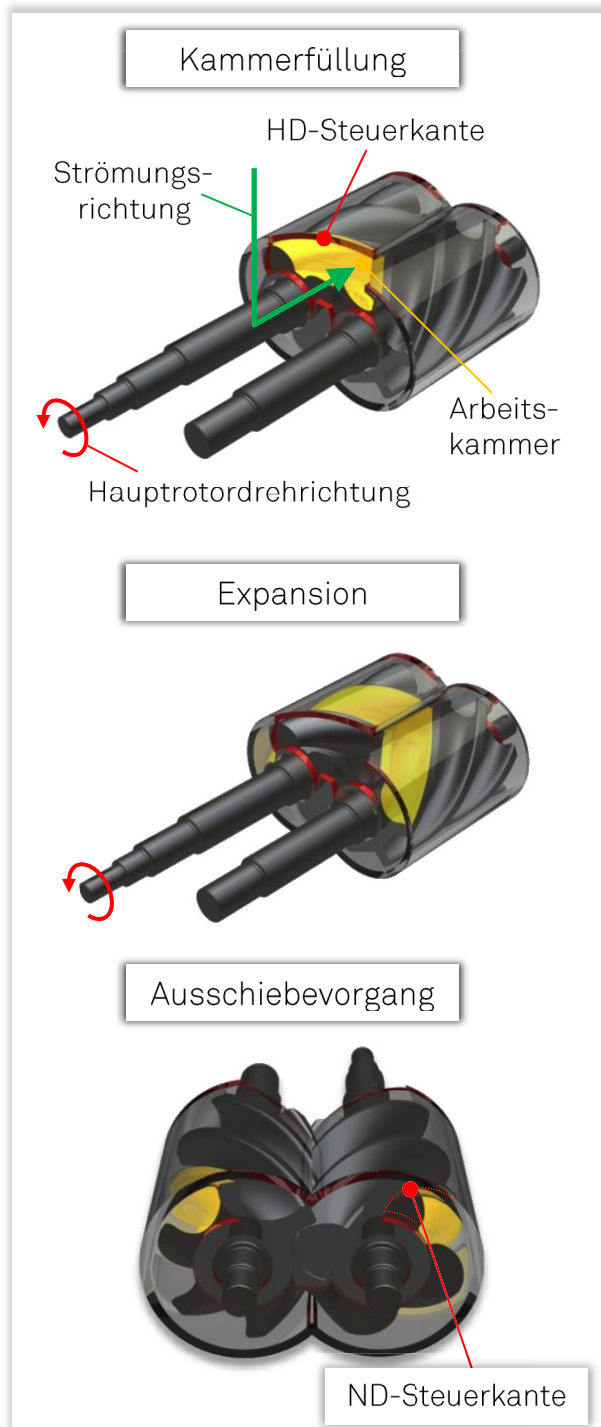 Kammerfüllung
HD-Steuerkante
Strömungs-
richtung
Arbeits-
kammer
Hauptrotordrehrichtung
Expansion
Ausschiebevorgang
ND-Steuerkante